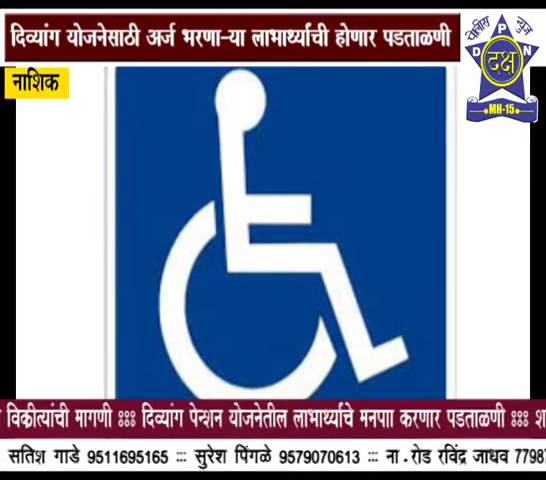 दिव्यांग योजनेसाठी अर्ज भरणा-या लाभार्थ्यांची होणार पडताळणी
पोलीस न्युज
D P N
दक्ष
MH-15
नाशिक
विक्रीत्यांची मागणी ⁝⁝⁝ दिव्यांग पेन्शन योजनेतील लाभार्थ्यांचे मनपाा करणार पडताळणी ⁝⁝⁝ श
सतिश गाडे 9511695165 ::: सुरेश पिंगळे 9579070613 ::: ना.रोड रविंद्र जाधव 7798